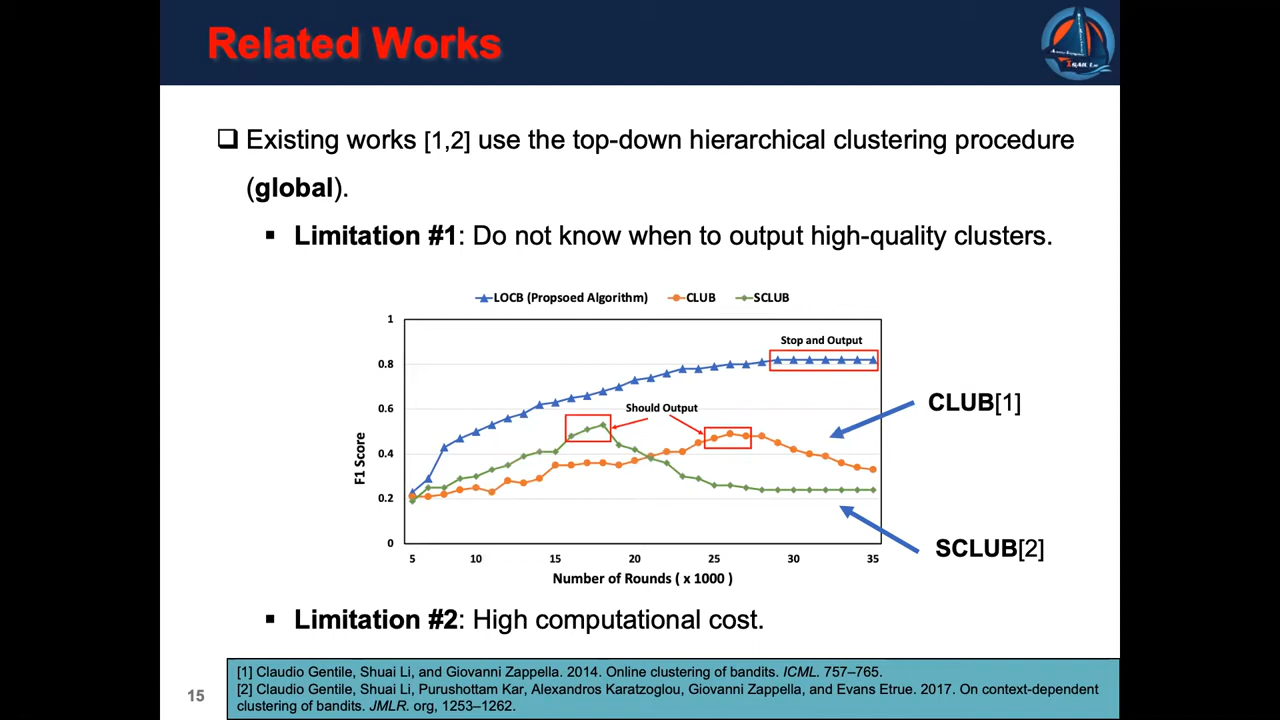 Related Works
❑ Existing works [1,2] use the top-down hierarchical clustering procedure
(global).
▪ Limitation #1: Do not know when to output high-quality clusters.
LOCB (Propsoed Algorithm) CLUB SCLUB
1
0.8
0.6
0.4
0.2
0
F1 Score
Stop and Output
Should Output
CLUB[1]
SCLUB[2]
5 10 15 20 25 30 35
Number of Rounds ( x 1000 )
▪ Limitation #2: High computational cost.
[1] Claudio Gentile, Shuai Li, and Giovanni Zappella. 2014. Online clustering of bandits. ICML. 757–765.
[2] Claudio Gentile, Shuai Li, Purushottam Kar, Alexandros Karatzoglou, Giovanni Zappella, and Evans Etrue. 2017. On context-dependent
clustering of bandits. JMLR. org, 1253–1262.
15